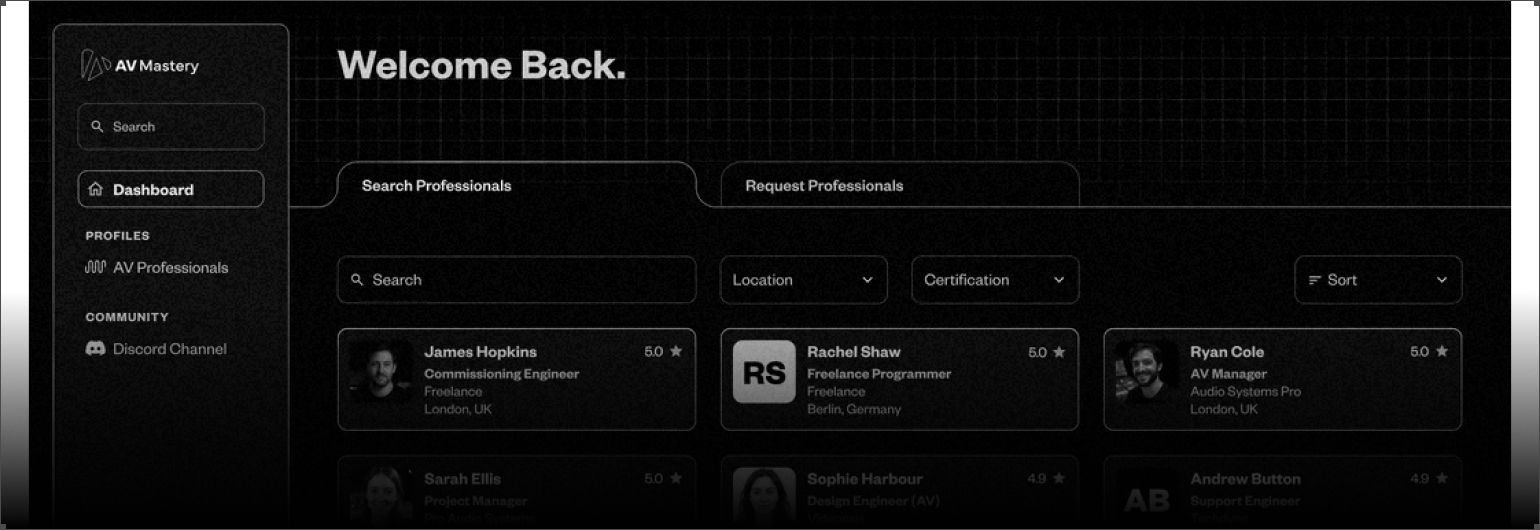 AV Mastery
Search
Dashboard
PROFILES
AV Professionals
COMMUNITY
Discord Channel
Welcome Back.
Search Professionals
Request Professionals
Search
Location
Certification
Sort
James Hopkins
5.0
Commissioning Engineer
Freelance
London, UK
RS
Rachel Shaw
5.0
Freelance Programmer
Freelance
Berlin, Germany
Ryan Cole
5.0
AV Manager
Audio Systems Pro
London, UK
Sarah Ellis
5.0
Project Manager
Sophie Harbour
4.9
Design Engineer (AV)
AB
Andrew Button
4.9
Support Engineer